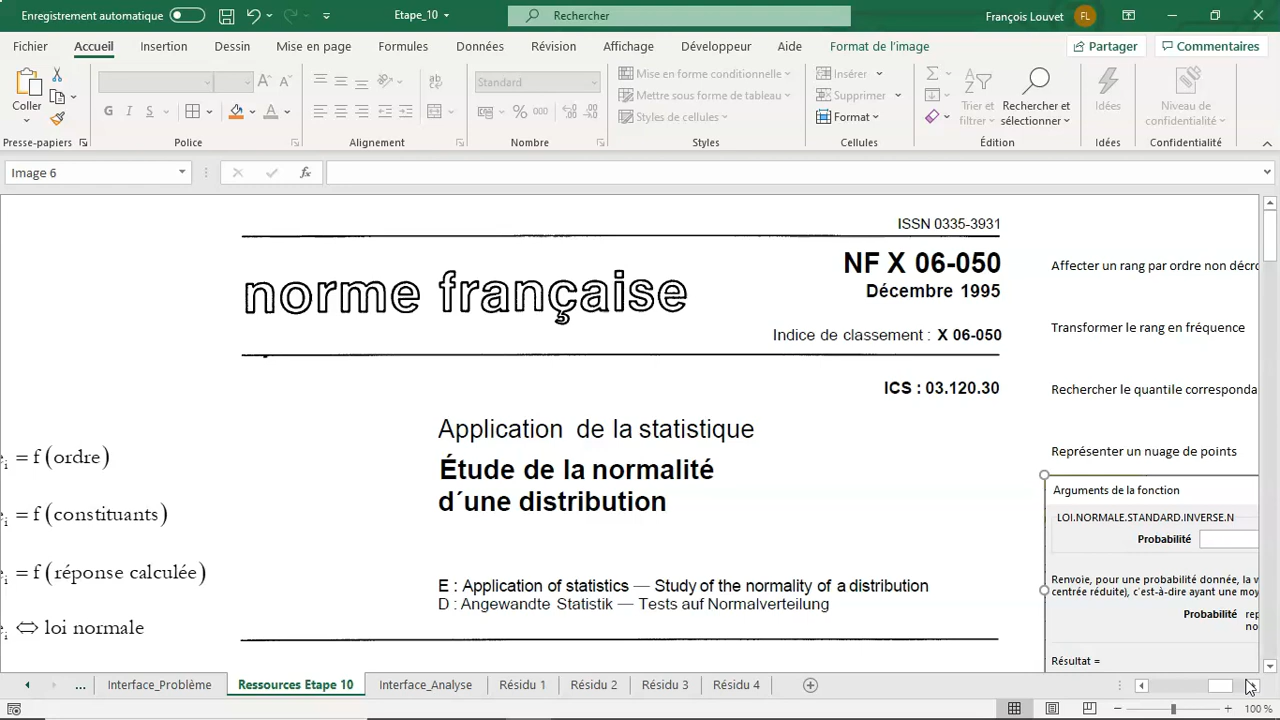 Enregistrement automatique
Etape_10
Rechercher
François Louvet
FL
Fichier
Accueil
Insertion
Dessin
Mise en page
Formules
Données
Révision
Affichage
Développeur
Aide
Format de l'image
Partager
Commentaires
Coller
Presse-papiers
G I S
Police
Alignement
Standard
% 000
Nombre
Mise en forme conditionnelle
Mettre sous forme de tableau
Styles de cellules
Styles
Insérer
Supprimer
Format
Cellules
Trier et
filtrer
Rechercher et
sélectionner
Édition
Idées
Idées
Niveau de
confidentialité
Confidentialité
Image 6
fx
ISSN 0335-3931
norme française
NF X 06-050
Décembre 1995
Indice de classement : X 06-050
ICS : 03.120.30
Application de la statistique
Étude de la normalité
d´une distribution
E : Application of statistics — Study of the normality of a distribution
D : Angewandte Statistik — Tests auf Normalverteilung
e_i = f (ordre)
e_i = f (constituants)
e_i = f (réponse calculée)
e_i ⇔ loi normale
Affecter un rang par ordre non décro
Transformer le rang en fréquence
Rechercher le quantile corresponda
Représenter un nuage de points
Arguments de la fonction
LOI.NORMALE.STANDARD.INVERSE.N
Probabilité
Renvoie, pour une probabilité donnée, la v
centrée réduite), c'est-à-dire ayant une moy
Probabilité rep
no
Résultat =
...
Interface_Problème
Ressources Etape 10
Interface_Analyse
Résidu 1
Résidu 2
Résidu 3
Résidu 4
100 %